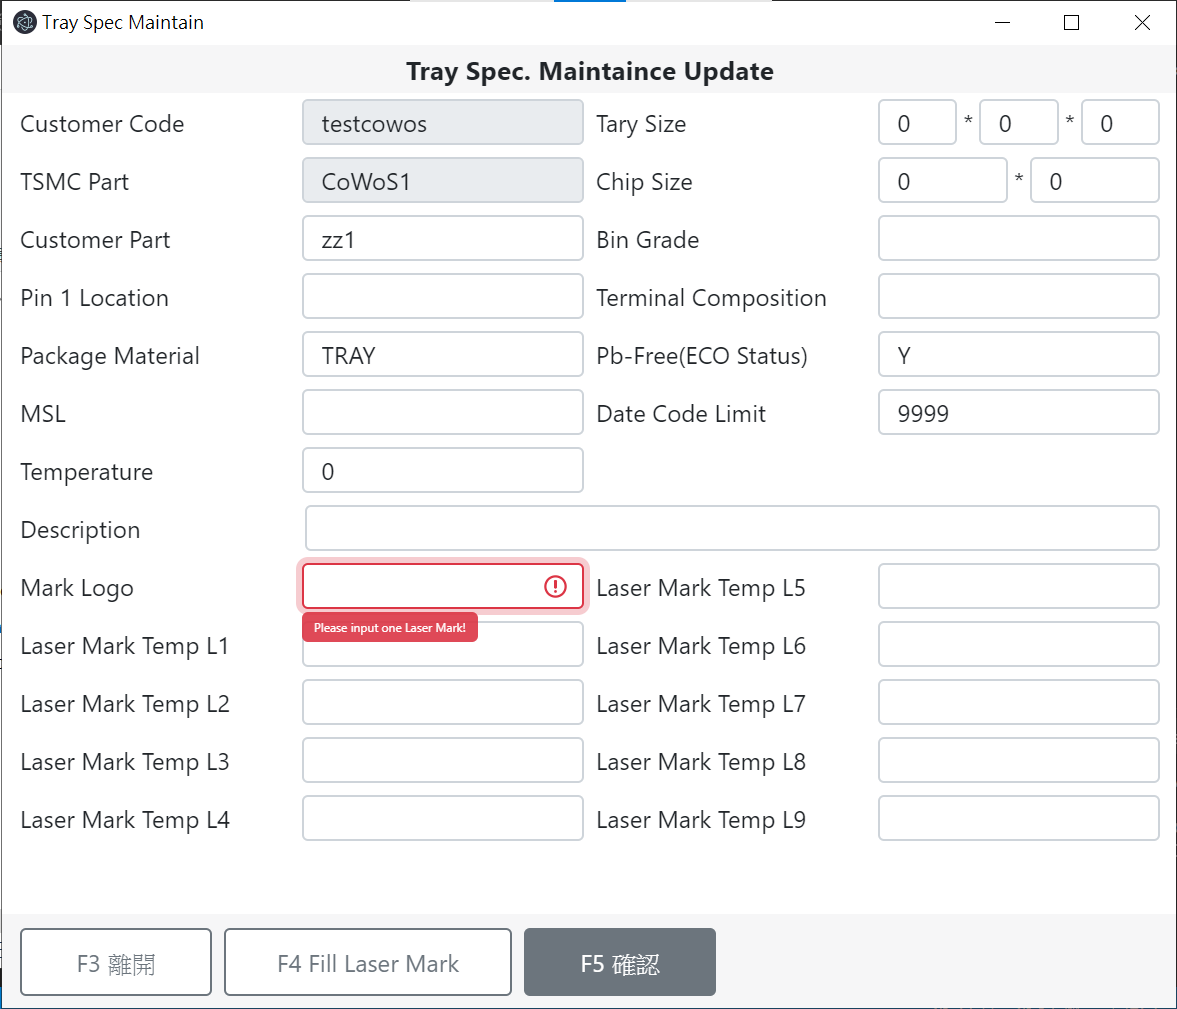 Tray Spec Maintain
Tray Spec. Maintaince Update
Customer Code testcowos Tary Size 0 * 0 * 0
TSMC Part CoWoS1 Chip Size 0 * 0
Customer Part zz1 Bin Grade
Pin 1 Location Terminal Composition
Package Material TRAY Pb-Free(ECO Status) Y
MSL Date Code Limit 9999
Temperature 0
Description
Mark Logo Laser Mark Temp L5
Please input one Laser Mark!
Laser Mark Temp L1 Laser Mark Temp L6
Laser Mark Temp L2 Laser Mark Temp L7
Laser Mark Temp L3 Laser Mark Temp L8
Laser Mark Temp L4 Laser Mark Temp L9
F3 離開 F4 Fill Laser Mark F5 確認